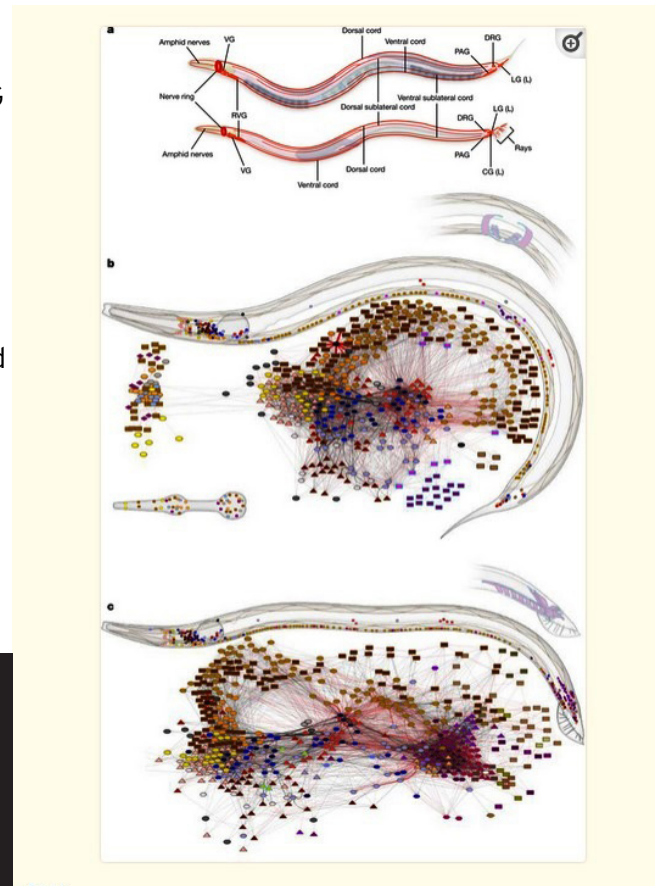 a
Dorsal cord
DRG
Amphid nerves
VG
Ventral cord
PAG
LG (L)
Nerve ring
Dorsal sublateral cord
Ventral sublateral cord
RVG
LG (L)
DRG
Amphid nerves
Rays
VG
Dorsal cord
PAG
CG (L)
Ventral cord
b
d
c